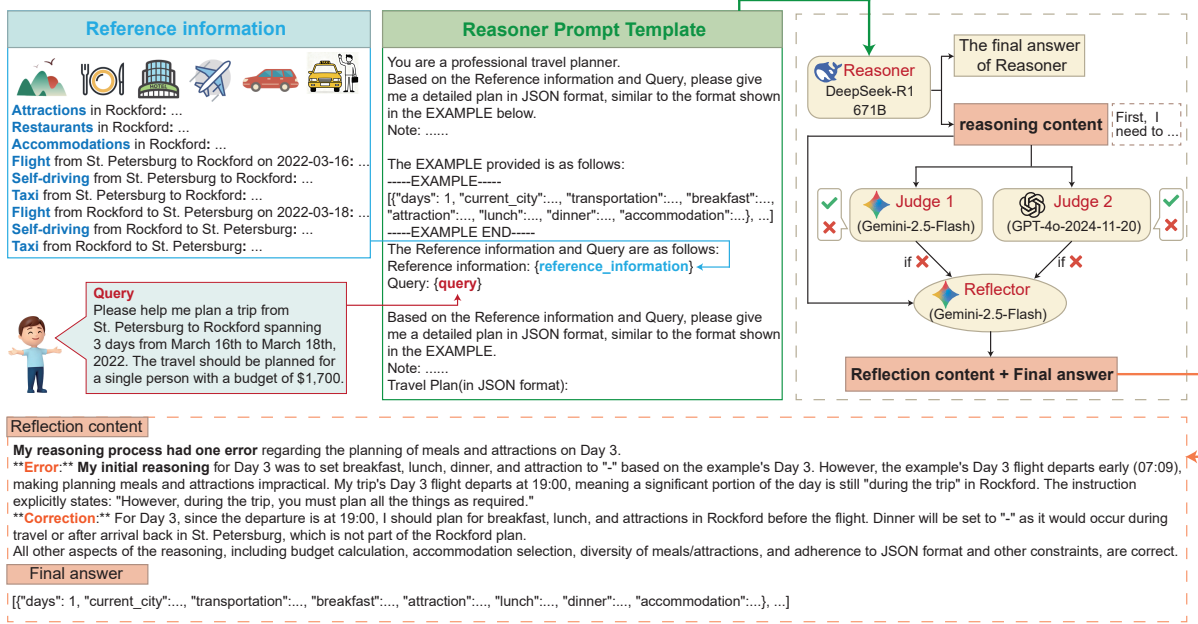 Reference information
HOTEL
TAXI
Attractions in Rockford: ...
Restaurants in Rockford: ...
Accommodations in Rockford: ...
Flight from St. Petersburg to Rockford on 2022-03-16: ...
Self-driving from St. Petersburg to Rockford: ...
Taxi from St. Petersburg to Rockford: ...
Flight from Rockford to St. Petersburg on 2022-03-18: ...
Self-driving from Rockford to St. Petersburg: ...
Taxi from Rockford to St. Petersburg: ...
Query
Please help me plan a trip from
St. Petersburg to Rockford spanning
3 days from March 16th to March 18th,
2022. The travel should be planned for
a single person with a budget of $1,700.
Reasoner Prompt Template
You are a professional travel planner.
Based on the Reference information and Query, please give
me a detailed plan in JSON format, similar to the format shown
in the EXAMPLE below.
Note: ......
The EXAMPLE provided is as follows:
-----EXAMPLE-----
[{"days": 1, "current_city":..., "transportation":..., "breakfast":...,
"attraction":..., "lunch":..., "dinner":..., "accommodation":...}, ...]
-----EXAMPLE END-----
The Reference information and Query are as follows:
Reference information: {reference_information}
Query: {query}
Based on the Reference information and Query, please give
me a detailed plan in JSON format, similar to the format shown
in the EXAMPLE.
Note: ......
Travel Plan(in JSON format):
Reasoner
DeepSeek-R1
671B
The final answer
of Reasoner
reasoning content
First, I
need to ...
Judge 1
(Gemini-2.5-Flash)
Judge 2
(GPT-4o-2024-11-20)
if
if
Reflector
(Gemini-2.5-Flash)
Reflection content + Final answer
Reflection content
My reasoning process had one error regarding the planning of meals and attractions on Day 3.
**Error:** My initial reasoning for Day 3 was to set breakfast, lunch, dinner, and attraction to "-" based on the example's Day 3. However, the example's Day 3 flight departs early (07:09),
making planning meals and attractions impractical. My trip's Day 3 flight departs at 19:00, meaning a significant portion of the day is still "during the trip" in Rockford. The instruction
explicitly states: "However, during the trip, you must plan all the things as required."
**Correction:** For Day 3, since the departure is at 19:00, I should plan for breakfast, lunch, and attractions in Rockford before the flight. Dinner will be set to "-" as it would occur during
travel or after arrival back in St. Petersburg, which is not part of the Rockford plan.
All other aspects of the reasoning, including budget calculation, accommodation selection, diversity of meals/attractions, and adherence to JSON format and other constraints, are correct.
Final answer
[{"days": 1, "current_city":..., "transportation":..., "breakfast":..., "attraction":..., "lunch":..., "dinner":..., "accommodation":...}, ...]